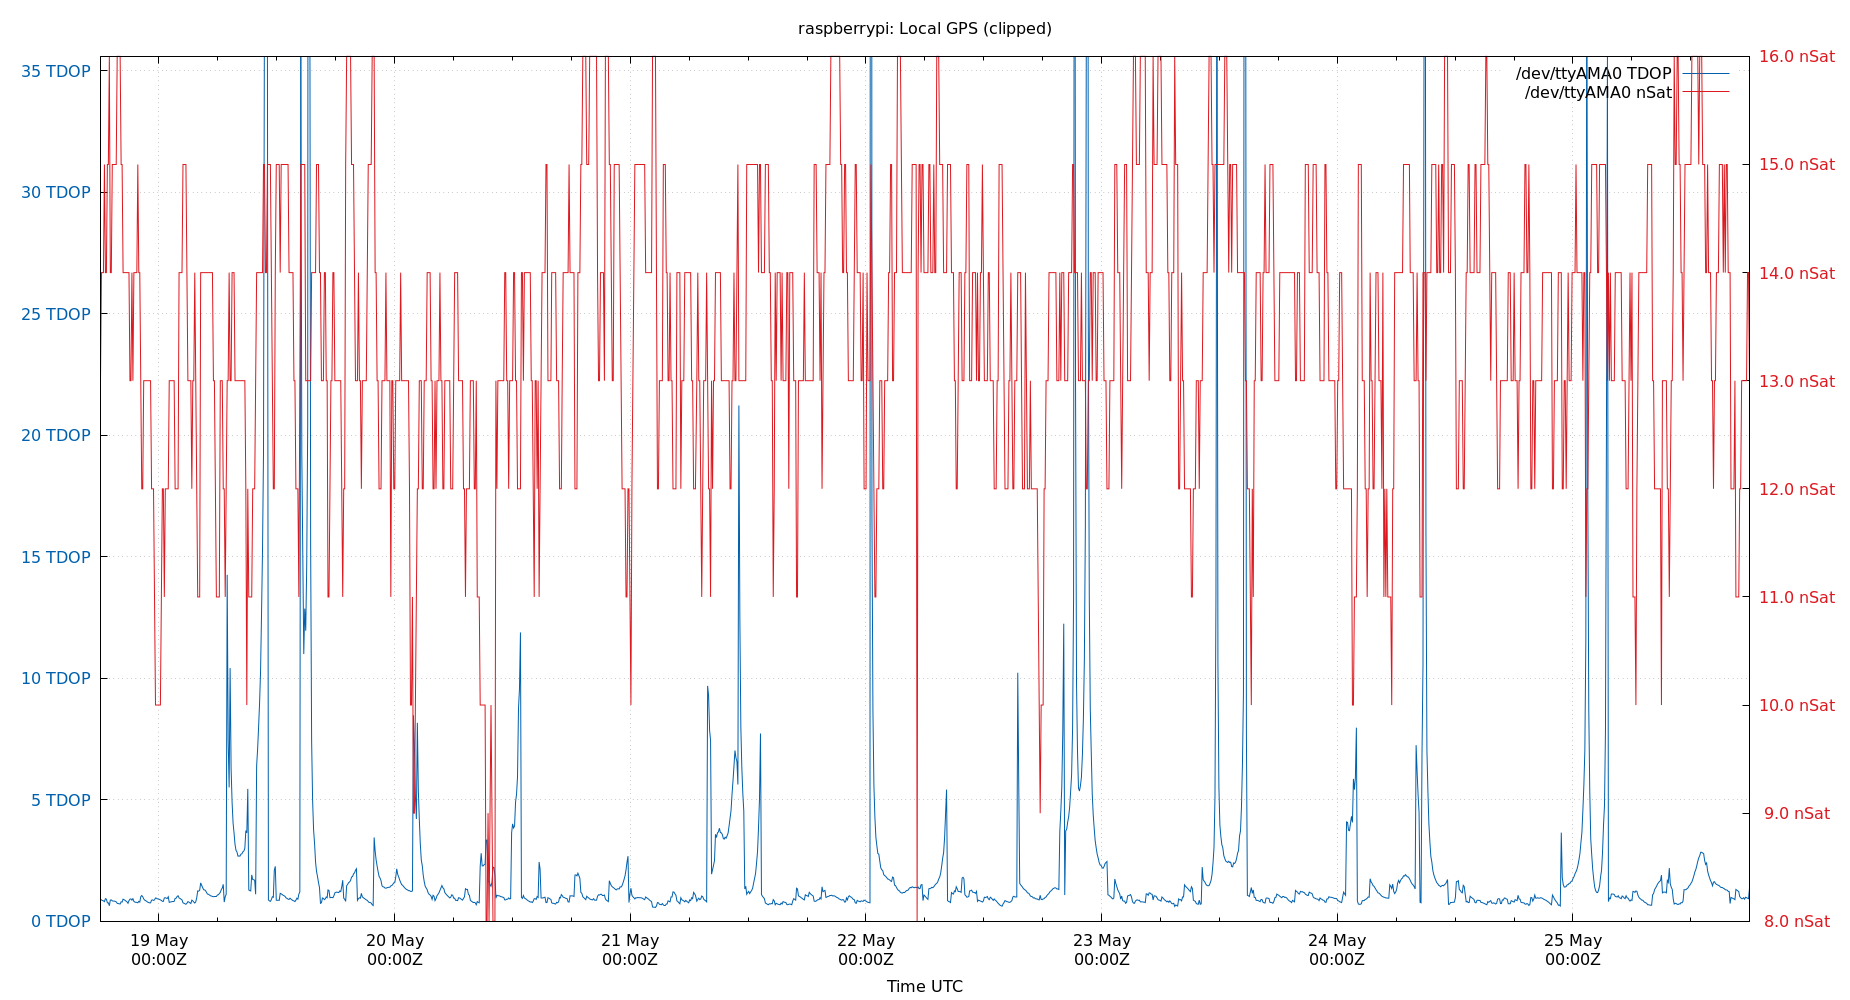 raspberrypi: Local GPS (clipped)
35 TDOP
30 TDOP
25 TDOP
20 TDOP
15 TDOP
10 TDOP
5 TDOP
0 TDOP
/dev/ttyAMA0 TDOP
/dev/ttyAMA0 nSat
16.0 nSat
15.0 nSat
14.0 nSat
13.0 nSat
12.0 nSat
11.0 nSat
10.0 nSat
9.0 nSat
8.0 nSat
19 May 20 May 21 May 22 May 23 May 24 May 25 May
00:00Z 00:00Z 00:00Z 00:00Z 00:00Z 00:00Z 00:00Z
Time UTC